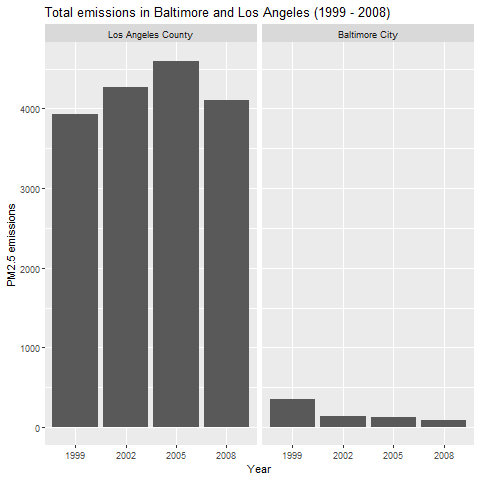 Total emissions in Baltimore and Los Angeles (1999 - 2008)
Los Angeles County
Baltimore City
PM2.5 emissions
4000
3000
2000
1000
0
1999 2002 2005 2008
1999 2002 2005 2008
Year